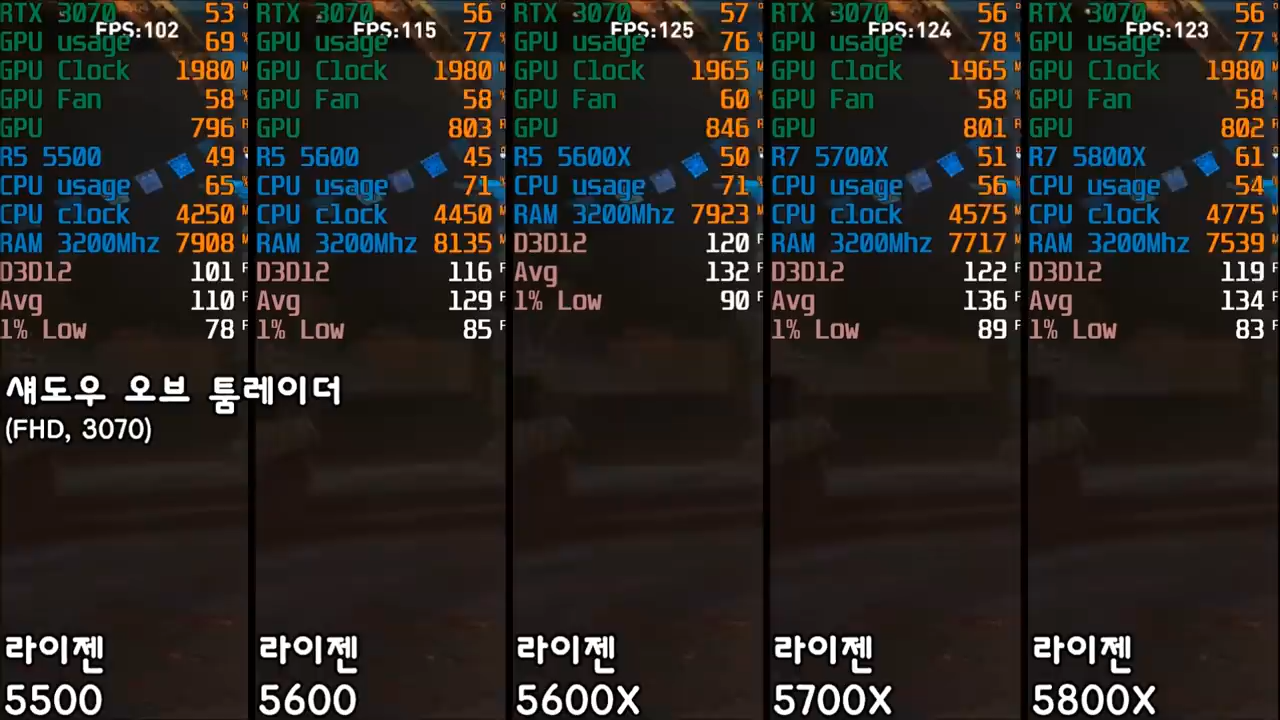 RTX 3070 53 °
FPS:102
GPU usage 69 %
GPU Clock 1980 M
GPU Fan 58 %
GPU 796 R
R5 5500 49 °
CPU usage 65 %
CPU clock 4250 M
RAM 3200Mhz 7908 M
D3D12 101 F
Avg 110 F
1% Low 78 F
RTX 3070 56 °
FPS:115
GPU usage 77 %
GPU Clock 1980 M
GPU Fan 58 %
GPU 803 R
R5 5600 45 °
CPU usage 71 %
CPU clock 4450 M
RAM 3200Mhz 8135 M
D3D12 116 F
Avg 129 F
1% Low 85 F
RTX 3070 57 °
FPS:125
GPU usage 76 %
GPU Clock 1965 M
GPU Fan 60 %
GPU 846 R
R5 5600X 50 °
CPU usage 71 %
RAM 3200Mhz 7923 M
D3D12 120 F
Avg 132 F
1% Low 90 F
RTX 3070 56 °
FPS:124
GPU usage 78 %
GPU Clock 1965 M
GPU Fan 58 %
GPU 801 R
R7 5700X 51 °
CPU usage 56 %
CPU clock 4575 M
RAM 3200Mhz 7717 M
D3D12 122 F
Avg 136 F
1% Low 89 F
RTX 3070 56 °
FPS:123
GPU usage 77 %
GPU Clock 1980 M
GPU Fan 58 %
GPU 802 R
R7 5800X 61 °
CPU usage 54 %
CPU clock 4775 M
RAM 3200Mhz 7539 M
D3D12 119 F
Avg 134 F
1% Low 83 F
섀도우 오브 툼레이더
(FHD, 3070)
라이젠
5500
라이젠
5600
라이젠
5600X
라이젠
5700X
라이젠
5800X